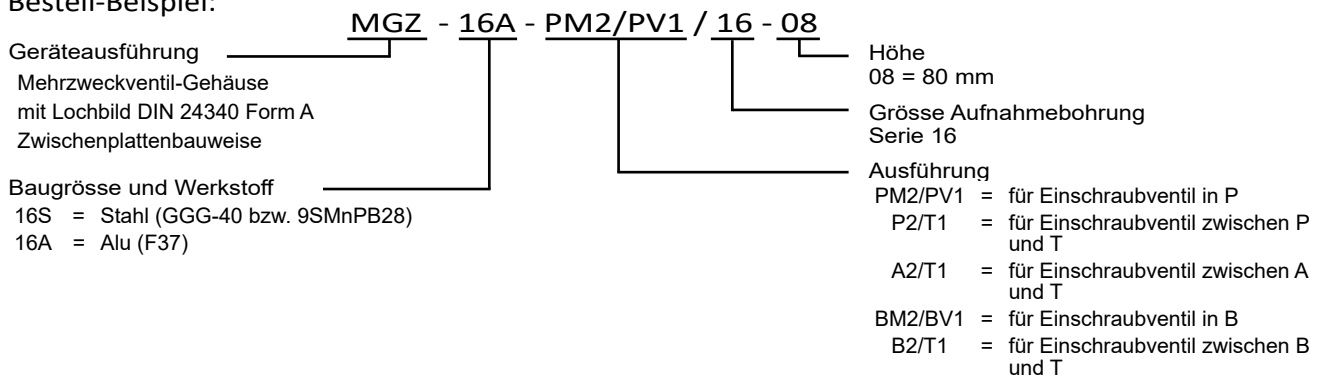 Bestell-Beispiel:
MGZ - 16A - PM2/PV1 / 16 - 08
Geräteausführung
Mehrzweckventil-Gehäuse
mit Lochbild DIN 24340 Form A
Zwischenplattenbauweise
Baugrösse und Werkstoff
16S = Stahl (GGG-40 bzw. 9SMnPB28)
16A = Alu (F37)
Höhe
08 = 80 mm
Grösse Aufnahmebohrung
Serie 16
Ausführung
PM2/PV1 = für Einschraubventil in P
P2/T1 = für Einschraubventil zwischen P
und T
A2/T1 = für Einschraubventil zwischen A
und T
BM2/BV1 = für Einschraubventil in B
B2/T1 = für Einschraubventil zwischen B
und T